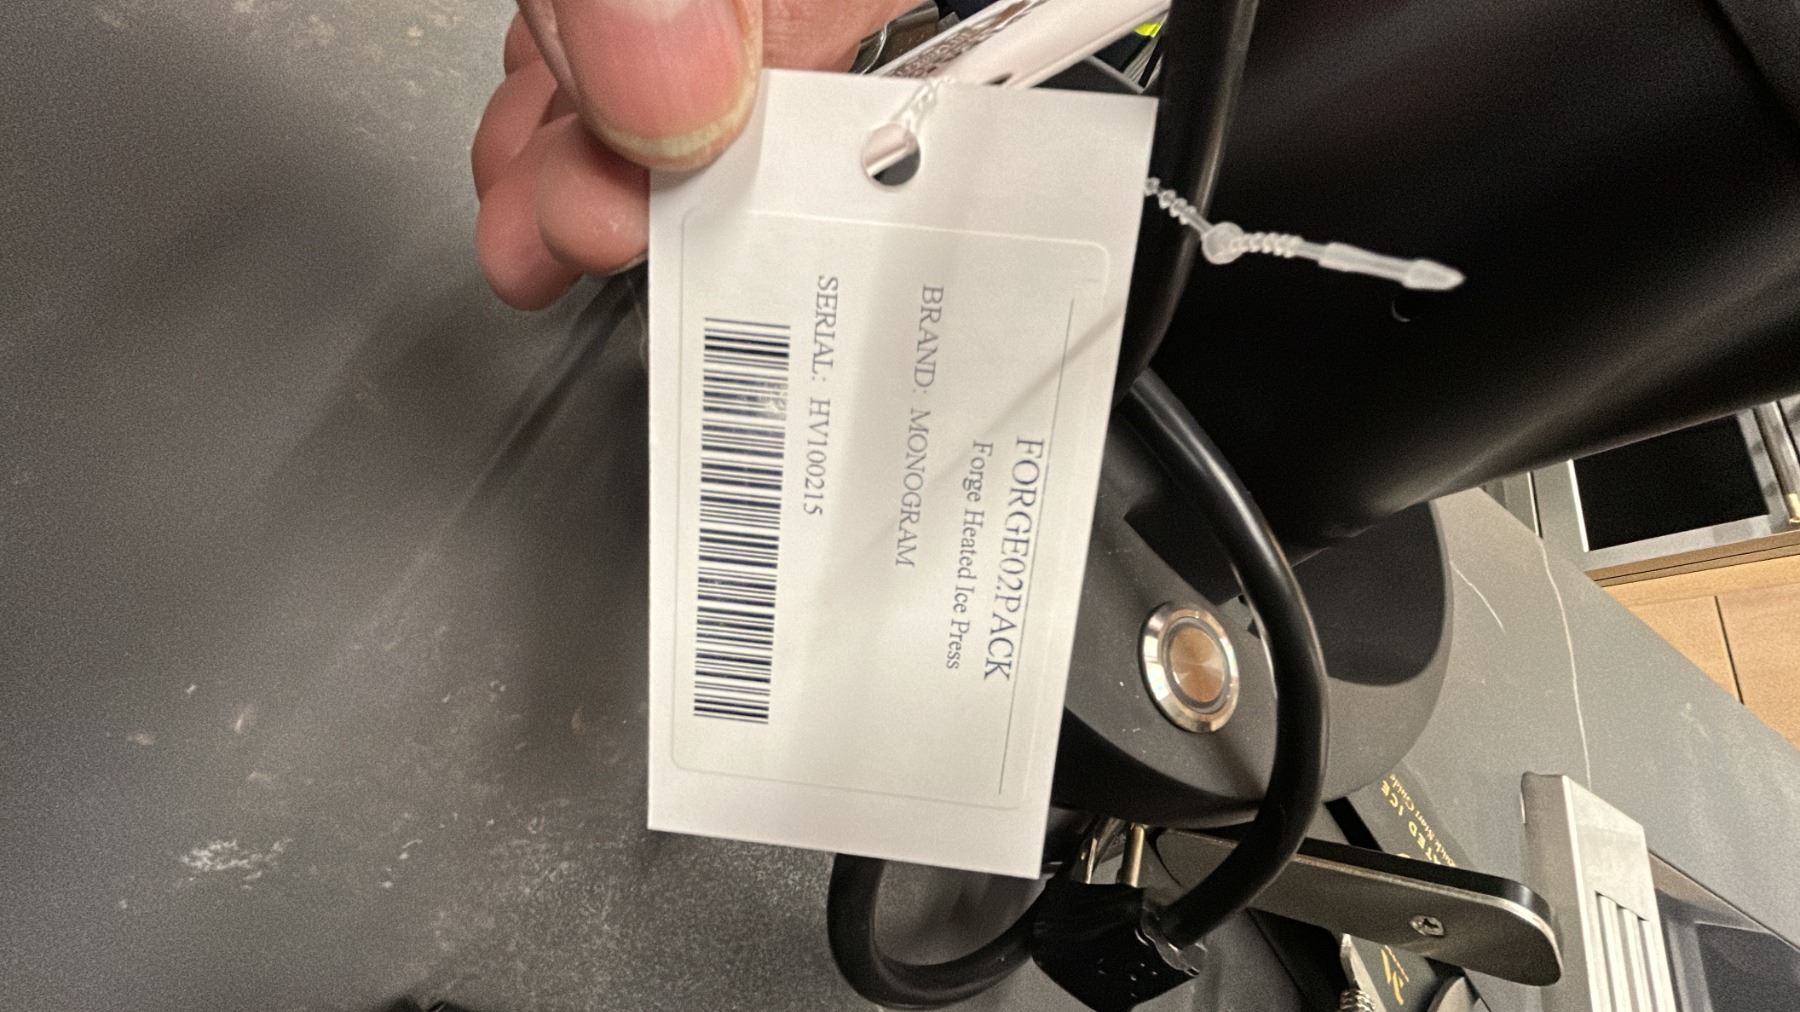 FORGE02PACK
Forge Heated Ice Press
BRAND: MONOGRAM
SERIAL: HV100215